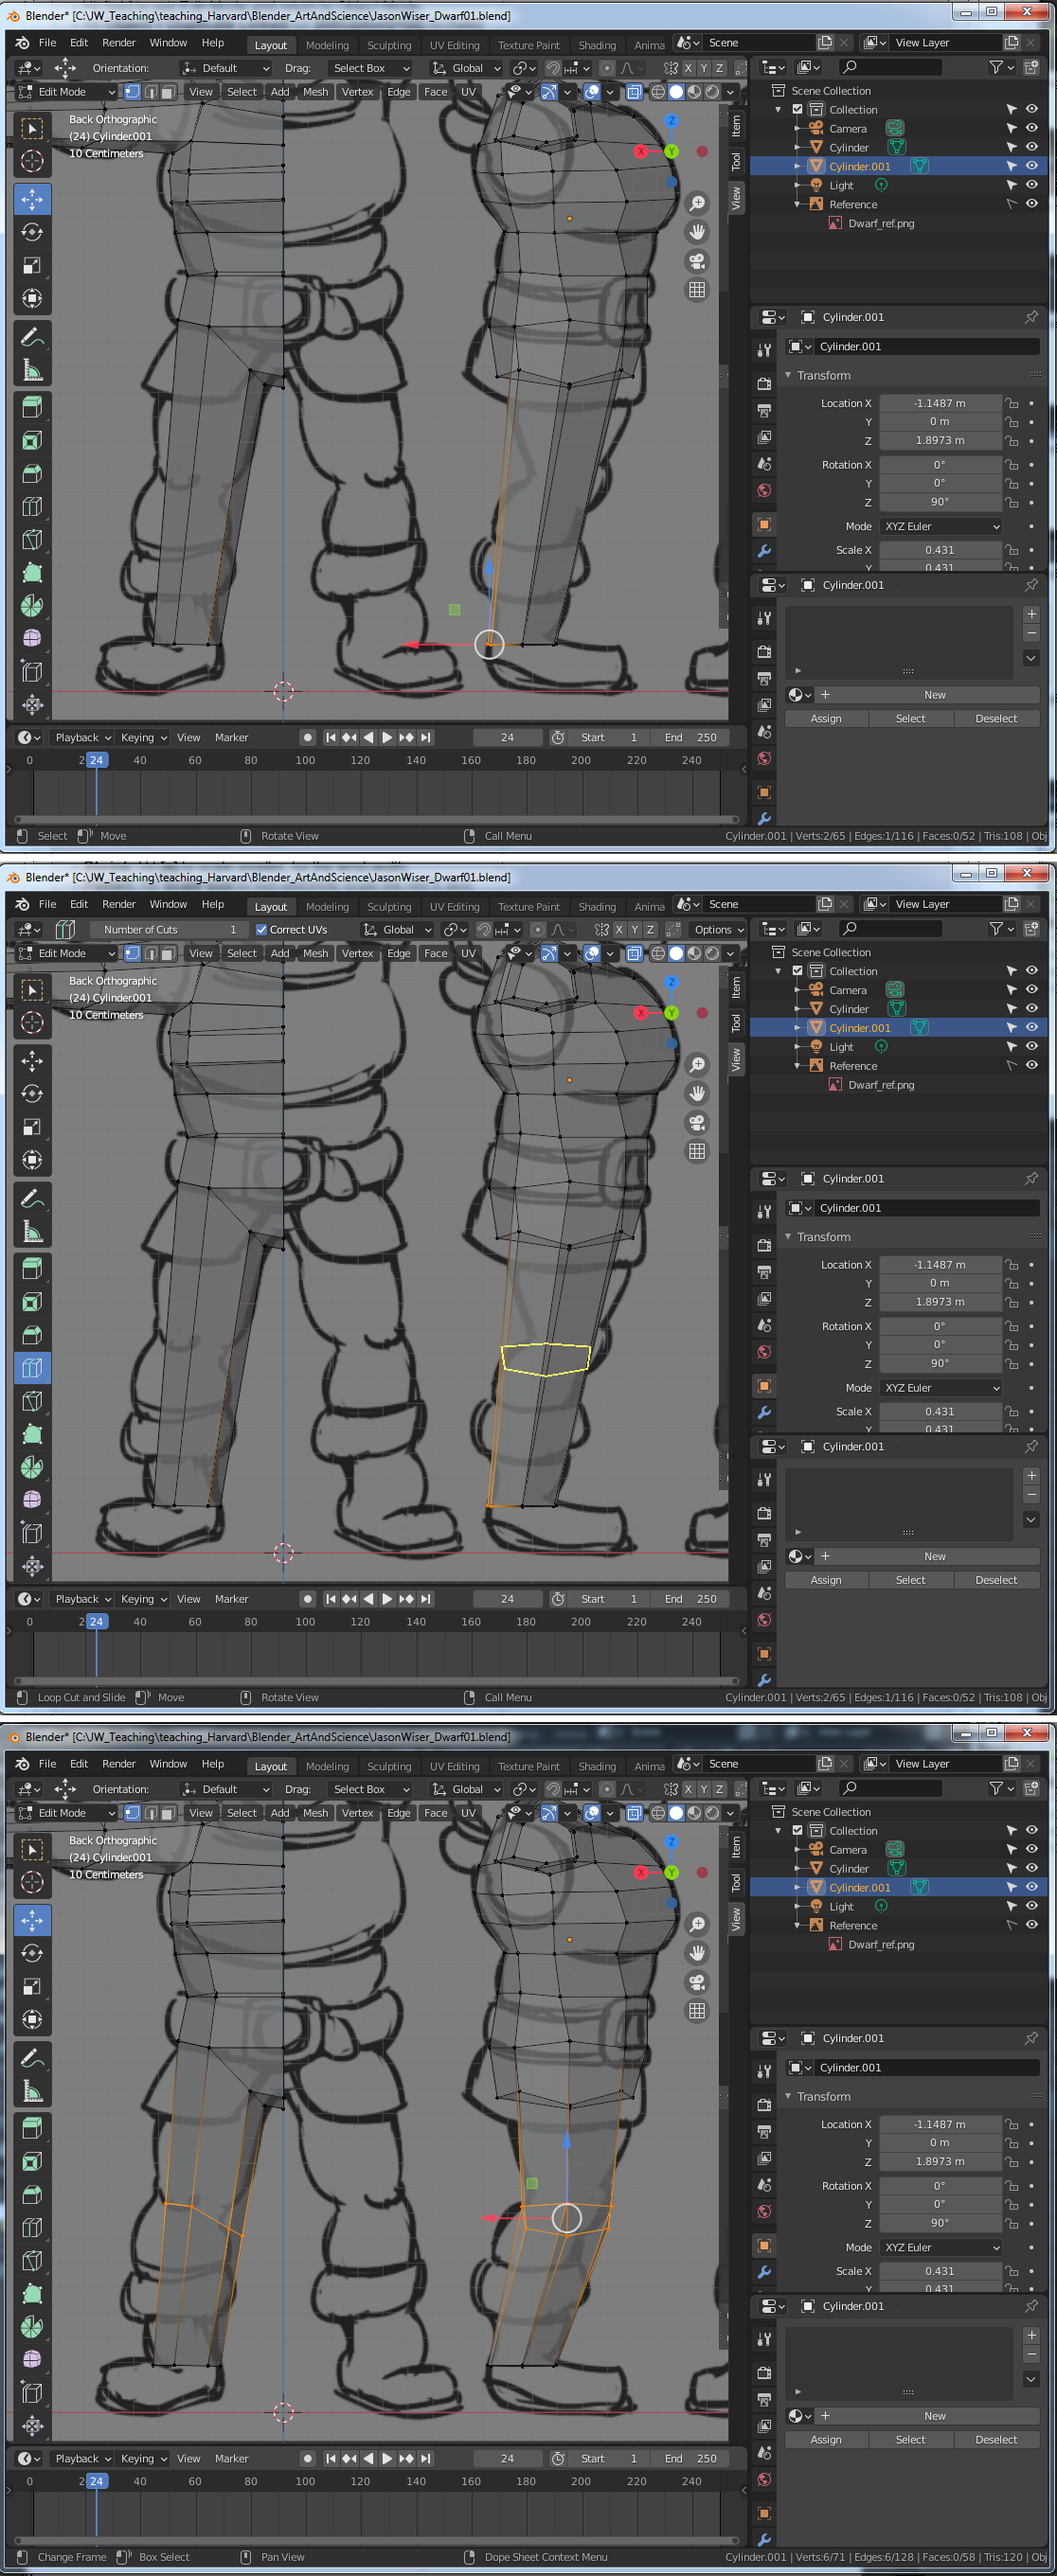 Blender* [C:\JW_Teaching\teaching_Harvard\Blender_ArtAndScience\JasonWiser_Dwarf01.blend]
File Edit Render Window Help Layout Modeling Sculpting UV Editing Texture Paint Shading Anima Scene View Layer
Orientation: Default Drag: Select Box Global X Y Z
Edit Mode View Select Add Mesh Vertex Edge Face UV
Scene Collection
Back Orthographic
(24) Cylinder.001
10 Centimeters
Z
X
Y
Item
Tool
View
Collection
Camera
Cylinder
Cylinder.001
Light
Reference
Dwarf_ref.png
Cylinder.001
Cylinder.001
Transform
Location X -1.1487 m
Y 0 m
Z 1.8973 m
Rotation X 0°
Y 0°
Z 90°
Mode XYZ Euler
Scale X 0.431
Y 0.431
Cylinder.001
New
Assign Select Deselect
Playback Keying View Marker 24 Start 1 End 250
0 2 24 40 60 80 100 120 140 160 180 200 220 240
Select Move Rotate View Call Menu Cylinder.001 | Verts:2/65 | Edges:1/116 | Faces:0/52 | Tris:108 | Obj
Blender* [C:\JW_Teaching\teaching_Harvard\Blender_ArtAndScience\JasonWiser_Dwarf01.blend]
File Edit Render Window Help Layout Modeling Sculpting UV Editing Texture Paint Shading Anima Scene View Layer
Number of Cuts 1 Correct UVs Global X Y Z Options
Edit Mode View Select Add Mesh Vertex Edge Face UV
Scene Collection
Back Orthographic
(24) Cylinder.001
10 Centimeters
Z
X
Y
Item
Tool
View
Collection
Camera
Cylinder
Cylinder.001
Light
Reference
Dwarf_ref.png
Cylinder.001
Cylinder.001
Transform
Location X -1.1487 m
Y 0 m
Z 1.8973 m
Rotation X 0°
Y 0°
Z 90°
Mode XYZ Euler
Scale X 0.431
Y 0.431
Cylinder.001
New
Assign Select Deselect
Playback Keying View Marker 24 Start 1 End 250
0 2 24 40 60 80 100 120 140 160 180 200 220 240
Loop Cut and Slide Move Rotate View Call Menu Cylinder.001 | Verts:2/65 | Edges:1/116 | Faces:0/52 | Tris:108 | Obj
Blender* [C:\JW_Teaching\teaching_Harvard\Blender_ArtAndScience\JasonWiser_Dwarf01.blend]
File Edit Render Window Help Layout Modeling Sculpting UV Editing Texture Paint Shading Anima Scene View Layer
Orientation: Default Drag: Select Box Global X Y Z
Edit Mode View Select Add Mesh Vertex Edge Face UV
Scene Collection
Back Orthographic
(24) Cylinder.001
10 Centimeters
Z
X
Y
Item
Tool
View
Collection
Camera
Cylinder
Cylinder.001
Light
Reference
Dwarf_ref.png
Cylinder.001
Cylinder.001
Transform
Location X -1.1487 m
Y 0 m
Z 1.8973 m
Rotation X 0°
Y 0°
Z 90°
Mode XYZ Euler
Scale X 0.431
Y 0.431
Cylinder.001
New
Assign Select Deselect
Playback Keying View Marker 24 Start 1 End 250
0 2 24 40 60 80 100 120 140 160 180 200 220 240
Change Frame Box Select Pan View Dope Sheet Context Menu Cylinder.001 | Verts:6/71 | Edges:6/128 | Faces:0/58 | Tris:120 | Obj